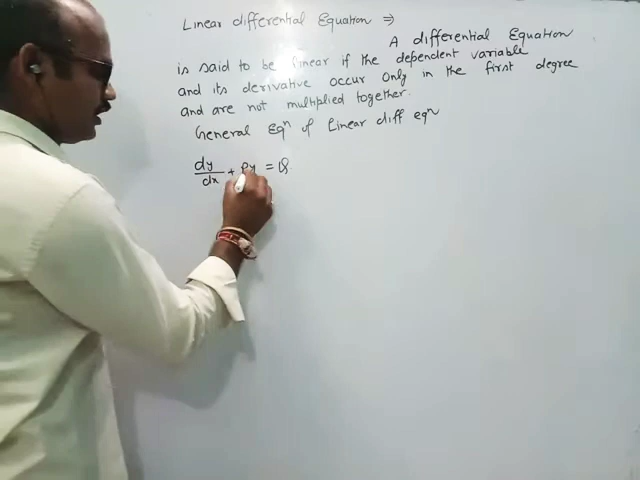 Linear differential Equation ⇒
A differential Equation
is said to be linear if the dependent variable
and its derivative occur only in the first degree
and are not multiplied together.
General Eqⁿ of Linear diff eqⁿ
dy/dx + Py = Q